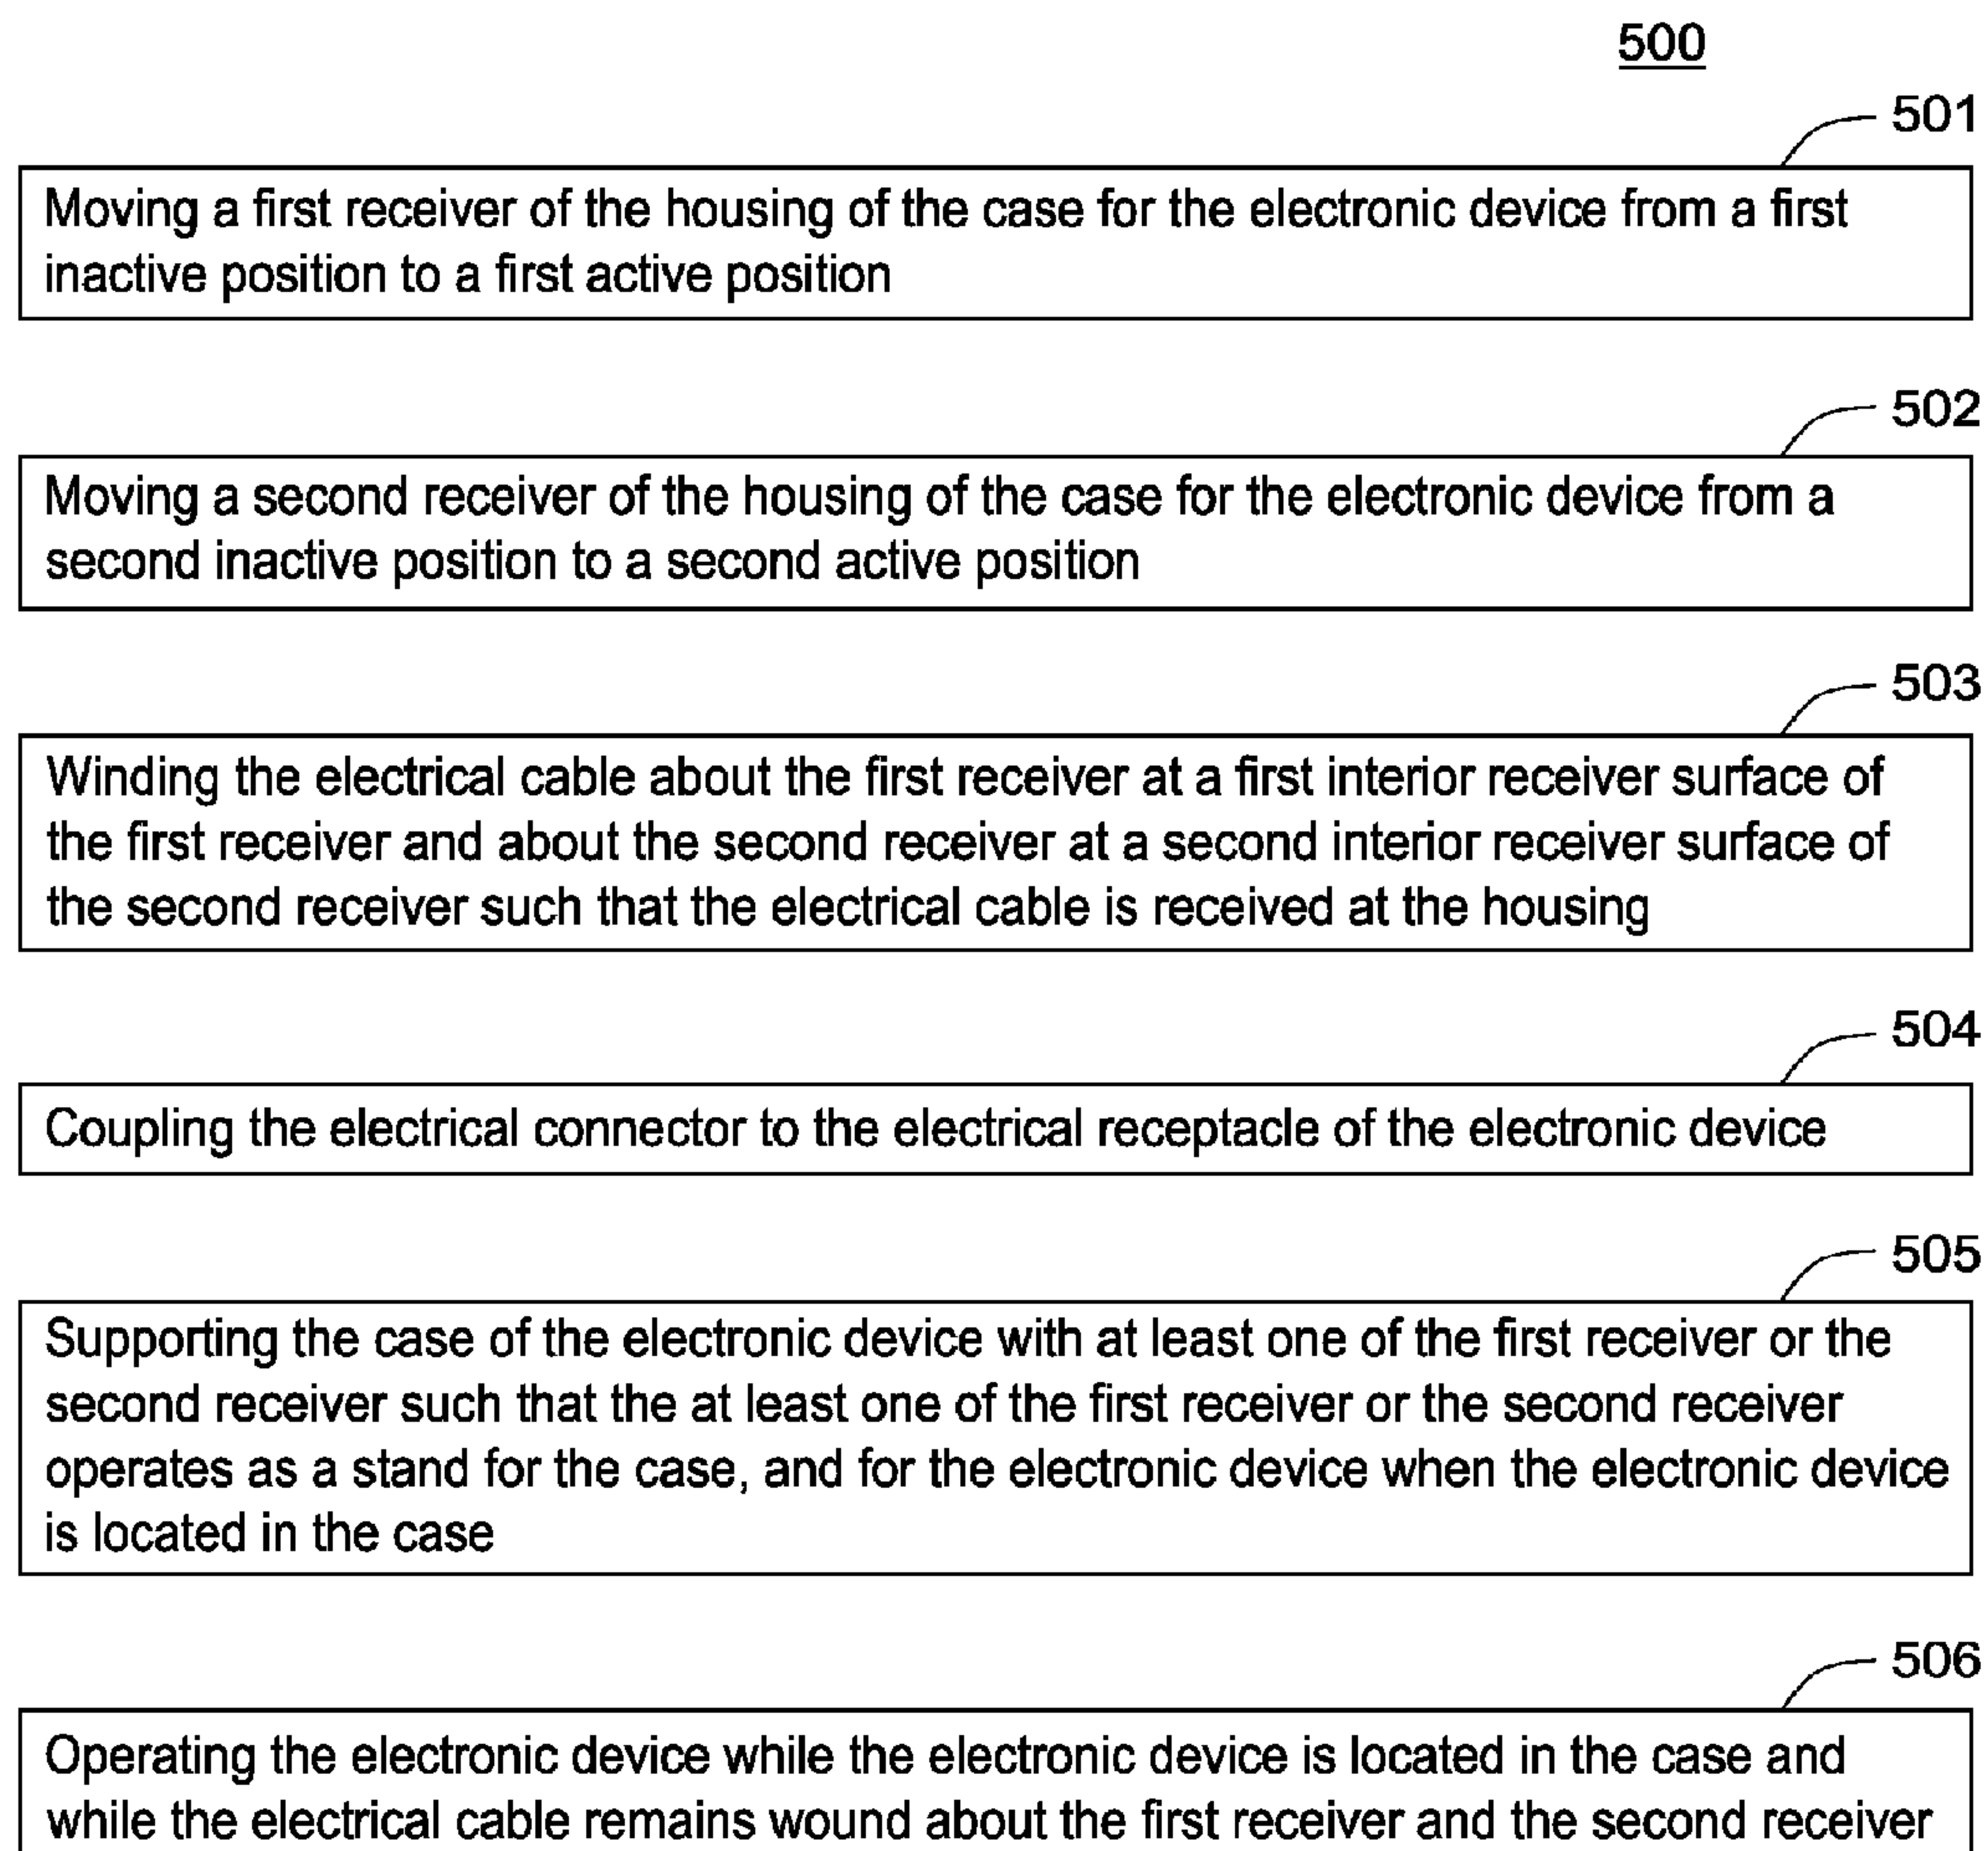 500
501
Moving a first receiver of the housing of the case for the electronic device from a first
inactive position to a first active position
502
Moving a second receiver of the housing of the case for the electronic device from a
second inactive position to a second active position
503
Winding the electrical cable about the first receiver at a first interior receiver surface of
the first receiver and about the second receiver at a second interior receiver surface of
the second receiver such that the electrical cable is received at the housing
504
Coupling the electrical connector to the electrical receptacle of the electronic device
505
Supporting the case of the electronic device with at least one of the first receiver or the
second receiver such that the at least one of the first receiver or the second receiver
operates as a stand for the case, and for the electronic device when the electronic device
is located in the case
506
Operating the electronic device while the electronic device is located in the case and
while the electrical cable remains wound about the first receiver and the second receiver